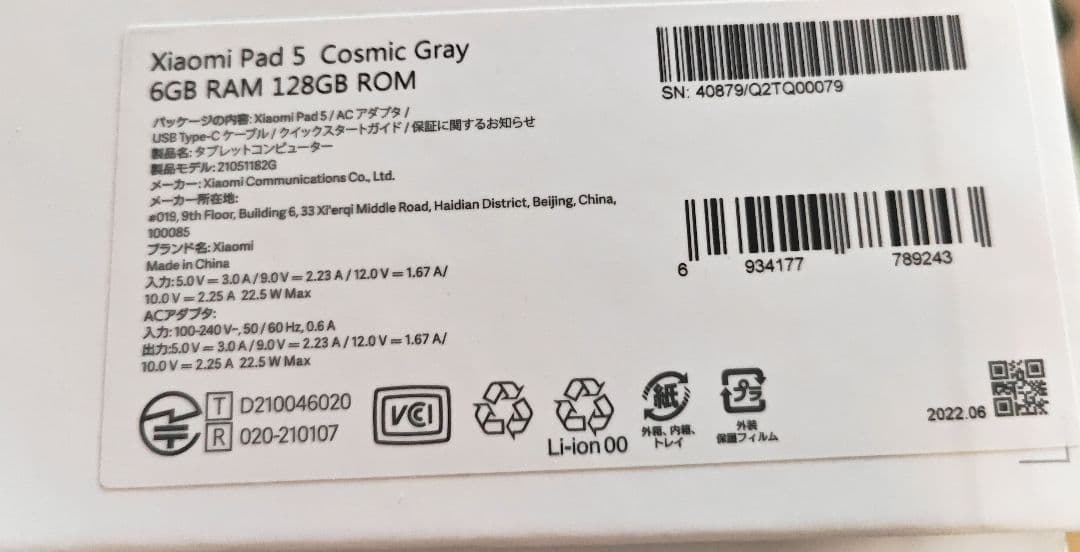 Xiaomi Pad 5 Cosmic Gray
6GB RAM 128GB ROM
パッケージの内容: Xiaomi Pad 5 / AC アダプタ /
USB Type-C ケーブル / クイックスタートガイド / 保証に関するお知らせ
製品名: タブレットコンピューター
製品モデル: 21051182G
メーカー: Xiaomi Communications Co., Ltd.
メーカー所在地:
#019, 9th Floor, Building 6, 33 Xi'erqi Middle Road, Haidian District, Beijing, China,
100085
ブランド名: Xiaomi
Made in China
入力: 5.0 V = 3.0 A / 9.0 V = 2.23 A / 12.0 V = 1.67 A/
10.0 V = 2.25 A 22.5 W Max
ACアダプタ:
入力: 100-240 V~, 50 / 60 Hz, 0.6 A
出力:5.0 V = 3.0 A / 9.0 V = 2.23 A / 12.0 V = 1.67 A/
10.0 V = 2.25 A 22.5 W Max
T D210046020
R 020-210107
VCCI
Li-ion 00
紙
外箱、内箱、
トレイ
プラ
外装
保護フィルム
SN: 40879/Q2TQ00079
6 934177 789243
2022.06